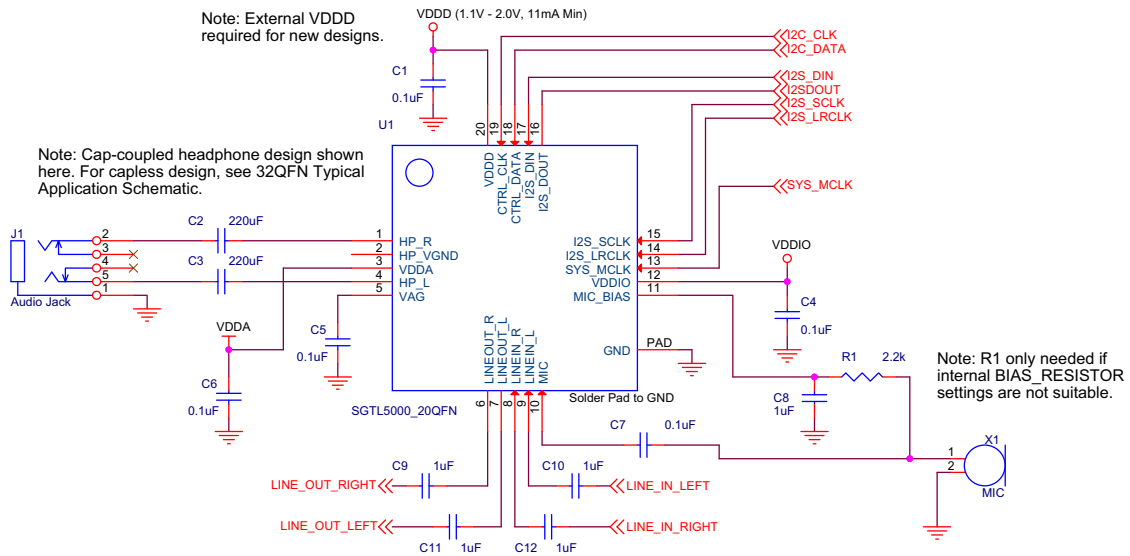 Note: External VDDD
required for new designs.
VDDD (1.1V - 2.0V, 11mA Min)
I2C_CLK
I2C_DATA
I2S_DIN
I2SDOUT
I2S_SCLK
I2S_LRCLK
SYS_MCLK
C1
0.1uF
U1
20
19
18
17
16
VDDD
CTRL_CLK
CTRL_DATA
I2S_DIN
I2S_DOUT
Note: Cap-coupled headphone design shown
here. For capless design, see 32QFN Typical
Application Schematic.
J1
2
3
4
5
1
Audio Jack
C2
220uF
C3
220uF
1
2
3
4
5
HP_R
HP_VGND
VDDA
HP_L
VAG
I2S_SCLK
I2S_LRCLK
SYS_MCLK
VDDIO
MIC_BIAS
15
14
13
12
11
VDDIO
C4
0.1uF
VDDA
C5
0.1uF
C6
0.1uF
GND
PAD
Solder Pad to GND
LINEOUT_R
LINEOUT_L
LINEIN_R
LINEIN_L
MIC
6
7
8
9
10
SGTL5000_20QFN
R1
2.2k
C8
1uF
Note: R1 only needed if
internal BIAS_RESISTOR
settings are not suitable.
C7
0.1uF
X1
1
2
MIC
C9
1uF
LINE_OUT_RIGHT
C10
1uF
LINE_IN_LEFT
LINE_OUT_LEFT
C11
1uF
C12
1uF
LINE_IN_RIGHT